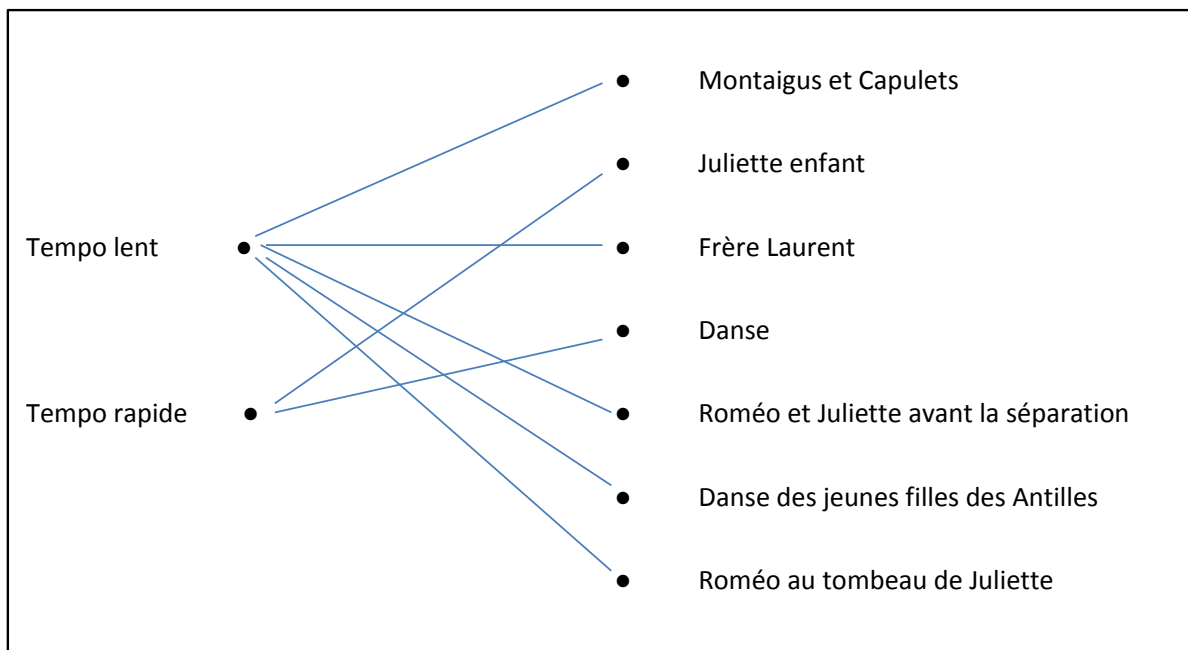 Montaigus et Capulets
Juliette enfant
Tempo lent
Frère Laurent
Danse
Tempo rapide
Roméo et Juliette avant la séparation
Danse des jeunes filles des Antilles
Roméo au tombeau de Juliette